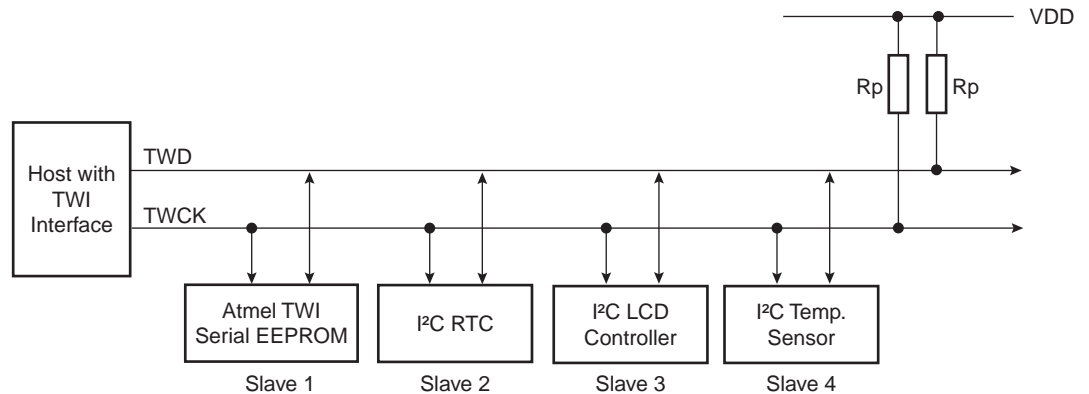 VDD
Rp
Rp
Host with
TWI
Interface
TWD
TWCK
Atmel TWI
Serial EEPROM
Slave 1
I²C RTC
Slave 2
I²C LCD
Controller
Slave 3
I²C Temp.
Sensor
Slave 4